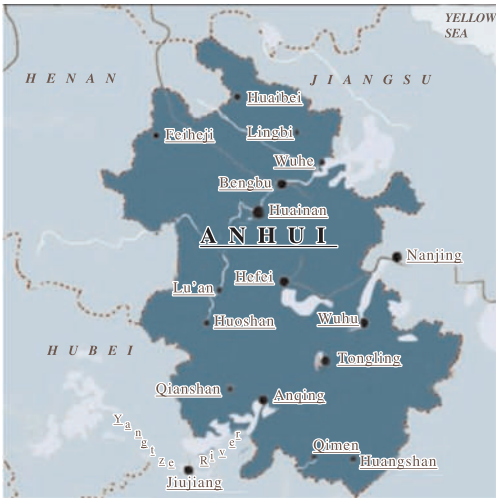 YELLOW
SEA
HENAN
JIANGSU
Huaibei
Feiheji
Lingbi
Wuhe
Bengbu
Huainan
ANHUI
Nanjing
Hefei
Lu'an
Huoshan
Wuhu
HUBEI
Tongling
Qianshan
Anqing
Yangtze River
Qimen
Huangshan
Jiujiang